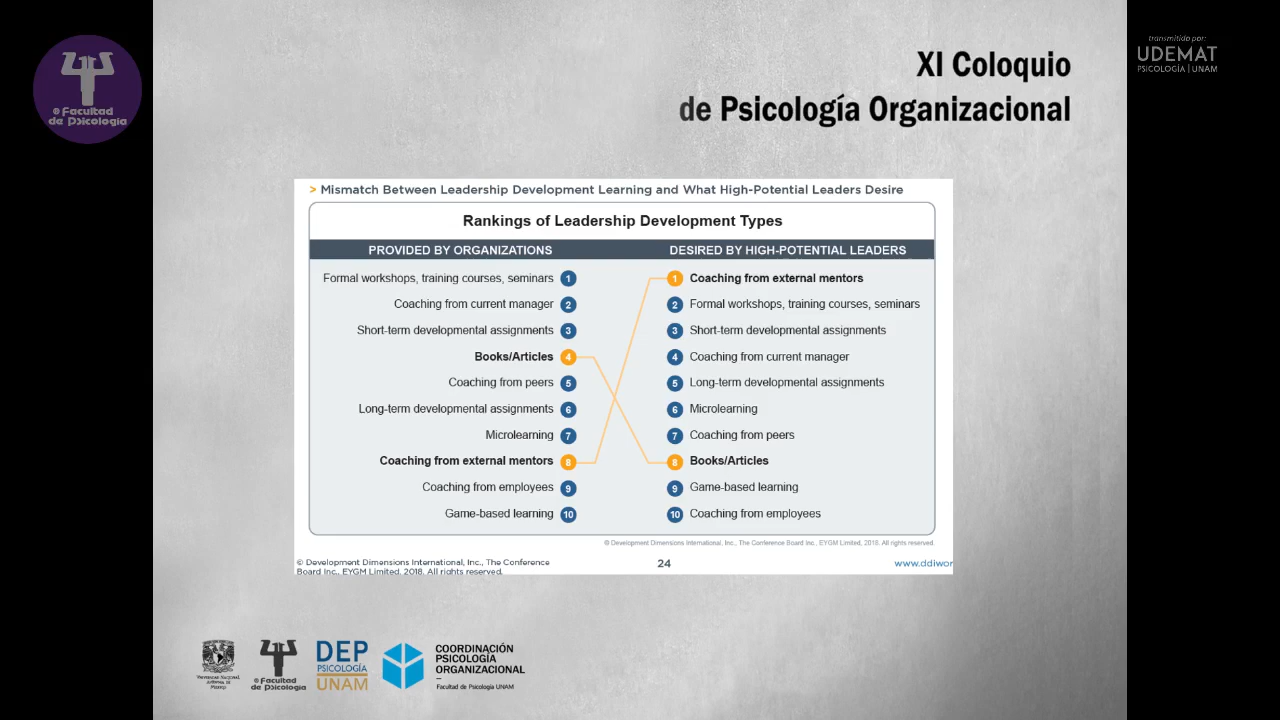 XI Coloquio
de Psicología Organizacional
transmitido por:
UDEMAT
PSICOLOGÍA | UNAM
© Facultad
de Psicología
> Mismatch Between Leadership Development Learning and What High-Potential Leaders Desire
Rankings of Leadership Development Types
PROVIDED BY ORGANIZATIONS
DESIRED BY HIGH-POTENTIAL LEADERS
Formal workshops, training courses, seminars 1
1 Coaching from external mentors
Coaching from current manager 2
2 Formal workshops, training courses, seminars
Short-term developmental assignments 3
3 Short-term developmental assignments
Books/Articles 4
4 Coaching from current manager
Coaching from peers 5
5 Long-term developmental assignments
Long-term developmental assignments 6
6 Microlearning
Microlearning 7
7 Coaching from peers
Coaching from external mentors 8
8 Books/Articles
Coaching from employees 9
9 Game-based learning
Game-based learning 10
10 Coaching from employees
© Development Dimensions International, Inc., The Conference Board Inc., EYGM Limited, 2018. All rights reserved.
© Development Dimensions International, Inc., The Conference
Board Inc., EYGM Limited. 2018. All rights reserved.
24
www.ddiwor
Universidad Nacional
Autónoma de
México
Facultad
de Psicología
DEP
PSICOLOGÍA
UNAM
COORDINACIÓN
PSICOLOGÍA
ORGANIZACIONAL
Facultad de Psicología UNAM